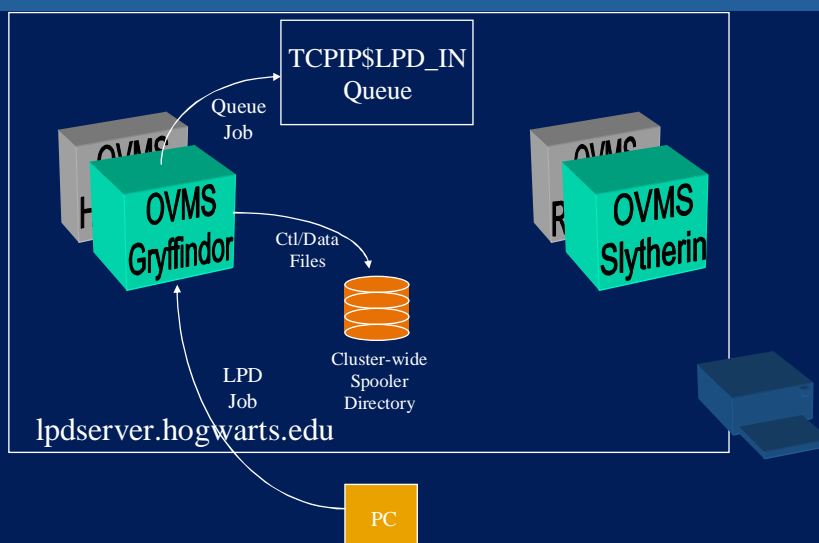 TCPIP$LPD_IN
Queue
Queue
Job
OVMS
OVMS
Gryffindor
OVMS
OVMS
Slytherin
Ctl/Data
Files
Cluster-wide
Spooler
Directory
LPD
Job
lpdserver.hogwarts.edu
PC